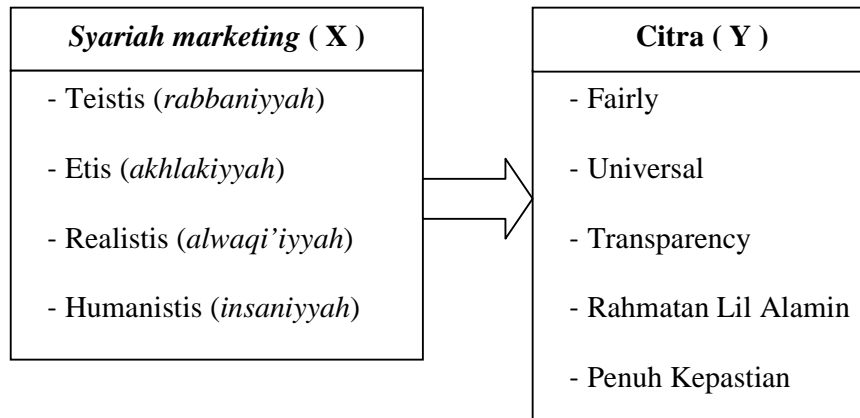 Syariah marketing ( X )
- Teistis (rabbaniyyah)
- Etis (akhlakiyyah)
- Realistis (alwaqi’iyyah)
- Humanistis (insaniyyah)
Citra ( Y )
- Fairly
- Universal
- Transparency
- Rahmatan Lil Alamin
- Penuh Kepastian